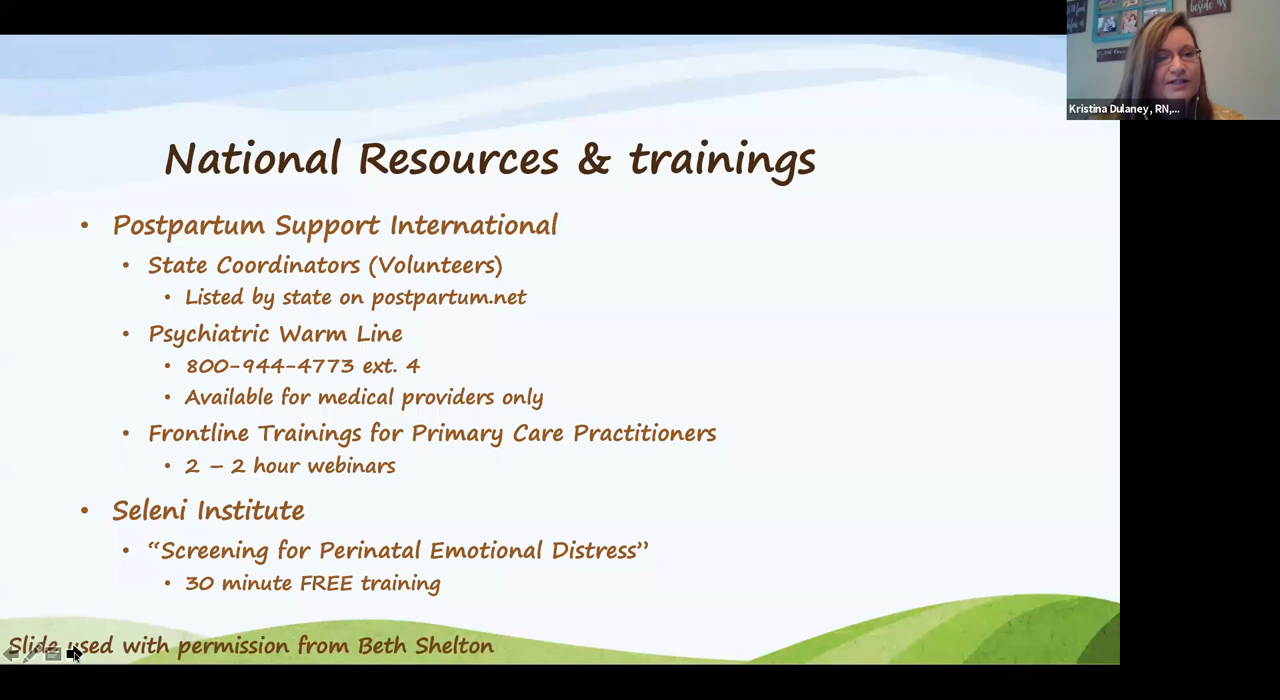 beside us
Kristina Dulaney, RN,...
National Resources & trainings
• Postpartum Support International
• State Coordinators (Volunteers)
• Listed by state on postpartum.net
• Psychiatric Warm Line
• 800-944-4773 ext. 4
• Available for medical providers only
• Frontline Trainings for Primary Care Practitioners
• 2 – 2 hour webinars
• Seleni Institute
• “Screening for Perinatal Emotional Distress”
• 30 minute FREE training
Slide used with permission from Beth Shelton